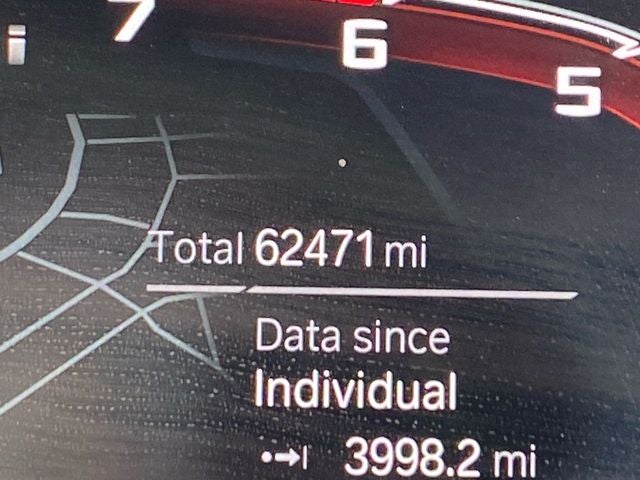 7
6
5
Total 62471 mi
Data since
Individual
3998.2 mi